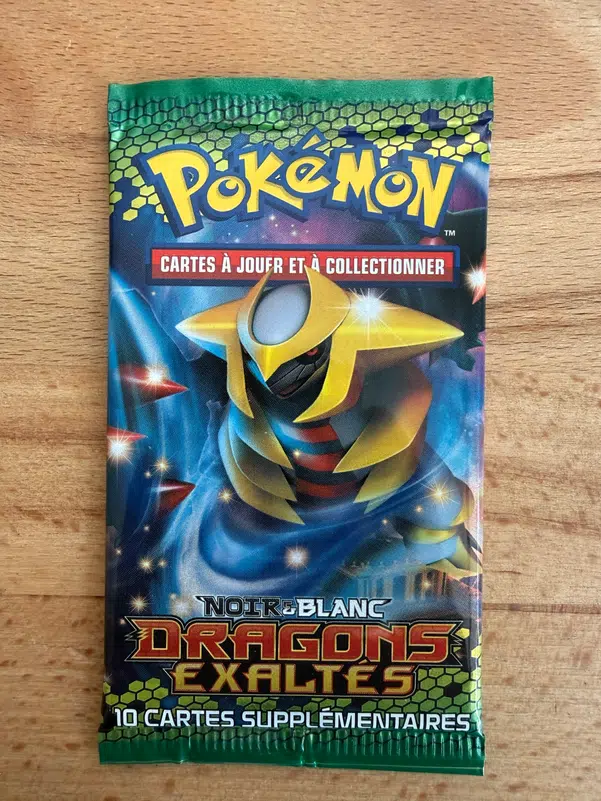 POKéMON
™
CARTES À JOUER ET À COLLECTIONNER
NOIR & BLANC
DRAGONS
EXALTÉS
10 CARTES SUPPLÉMENTAIRES